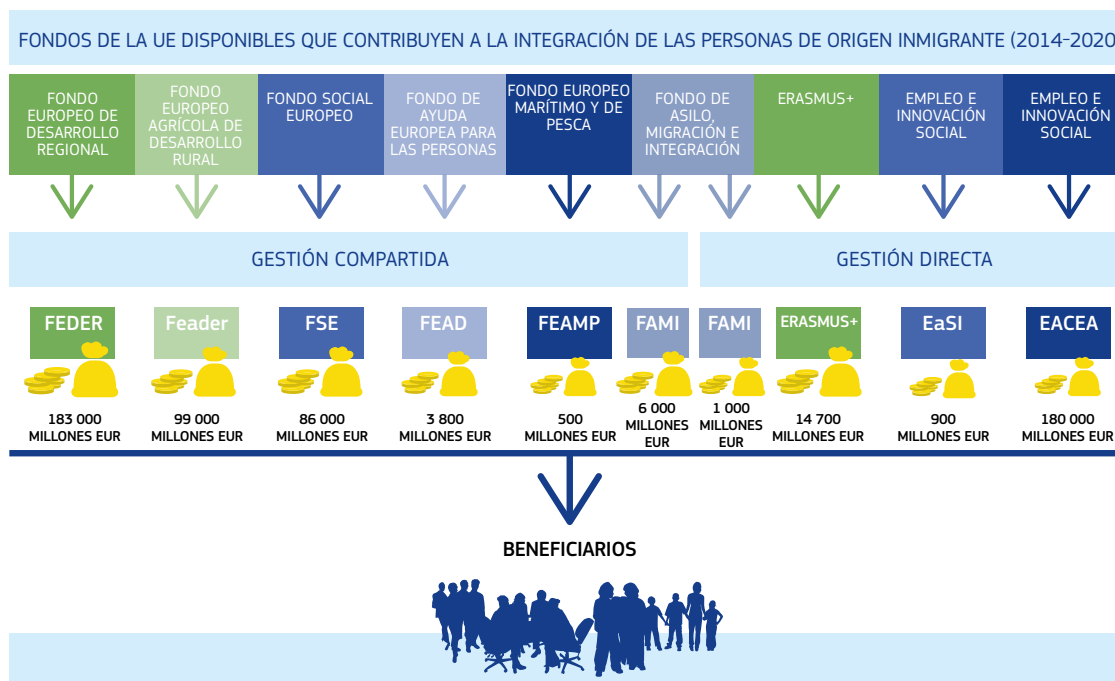 FONDOS DE LA UE DISPONIBLES QUE CONTRIBUYEN A LA INTEGRACIÓN DE LAS PERSONAS DE ORIGEN INMIGRANTE (2014-2020
FONDO
EUROPEO DE
DESARROLLO
REGIONAL
FONDO
EUROPEO
AGRÍCOLA DE
DESARROLLO
RURAL
FONDO SOCIAL
EUROPEO
FONDO DE
AYUDA
EUROPEA PARA
LAS PERSONAS
FONDO EUROPEO
MARÍTIMO Y DE
PESCA
FONDO DE
ASILO,
MIGRACIÓN E
INTEGRACIÓN
ERASMUS+
EMPLEO E
INNOVACIÓN
SOCIAL
EMPLEO E
INNOVACIÓN
SOCIAL
GESTIÓN COMPARTIDA
GESTIÓN DIRECTA
FEDER
Feader
FSE
FEAD
FEAMP
FAMI
FAMI
ERASMUS+
EaSI
EACEA
183 000
MILLONES EUR
99 000
MILLONES EUR
86 000
MILLONES EUR
3 800
MILLONES EUR
500
MILLONES EUR
6 000
MILLONES
EUR
1 000
MILLONES
EUR
14 700
MILLONES EUR
900
MILLONES EUR
180 000
MILLONES EUR
BENEFICIARIOS